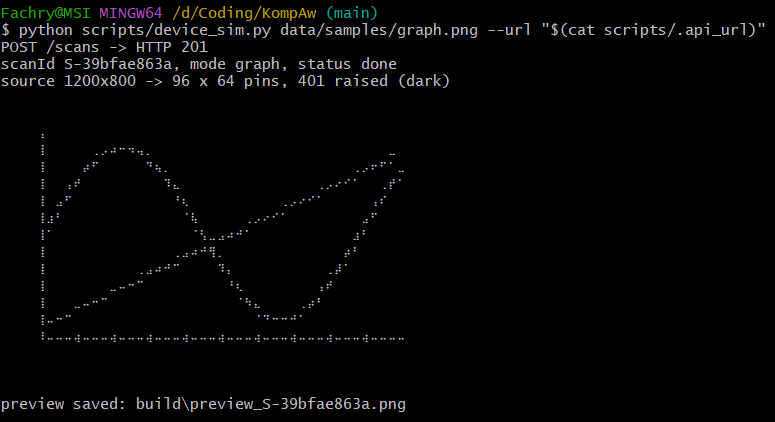 Fachry@MSI MINGW64 /d/Coding/KompAw (main)
$ python scripts/device_sim.py data/samples/graph.png --url "$(cat scripts/.api_url)"
POST /scans -> HTTP 201
scanId S-39bfae863a, mode graph, status done
source 1200x800 -> 96 x 64 pins, 401 raised (dark)
preview saved: build\preview_S-39bfae863a.png